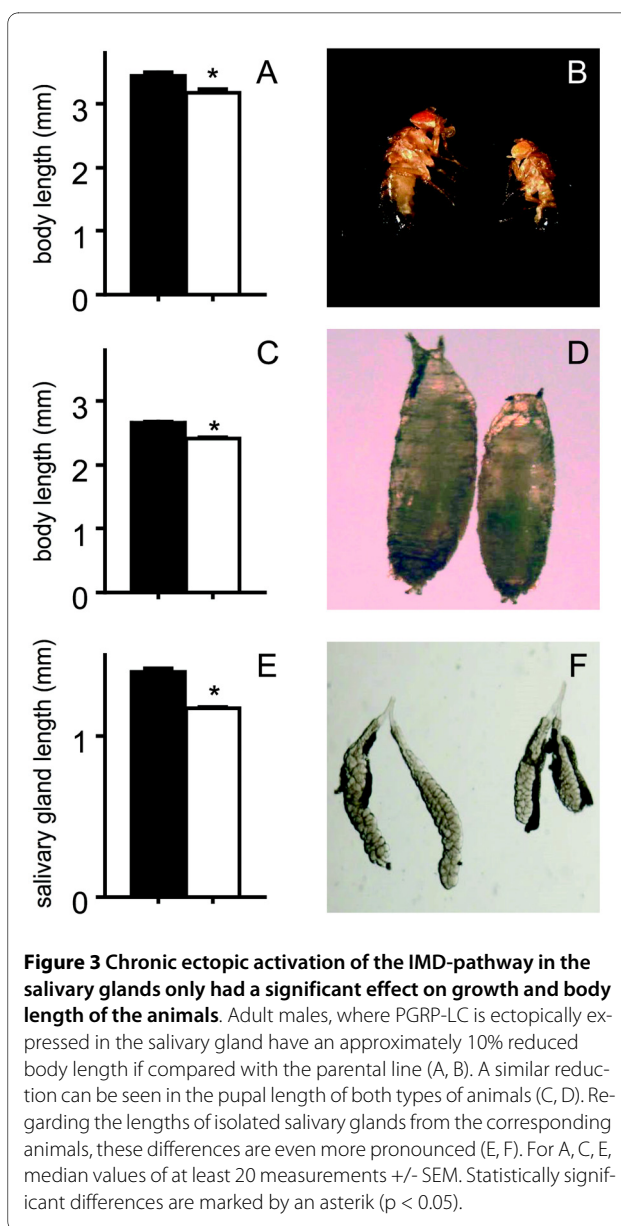 A
*
body length (mm)
3
2
1
0
B
C
*
body length (mm)
3
2
1
0
D
E
*
salivary gland length (mm)
1
0
F
Figure 3 Chronic ectopic activation of the IMD-pathway in the
salivary glands only had a significant effect on growth and body
length of the animals. Adult males, where PGRP-LC is ectopically ex-
pressed in the salivary gland have an approximately 10% reduced
body length if compared with the parental line (A, B). A similar reduc-
tion can be seen in the pupal length of both types of animals (C, D). Re-
garding the lengths of isolated salivary glands from the corresponding
animals, these differences are even more pronounced (E, F). For A, C, E,
median values of at least 20 measurements +/- SEM. Statistically signif-
icant differences are marked by an asterik (p < 0.05).